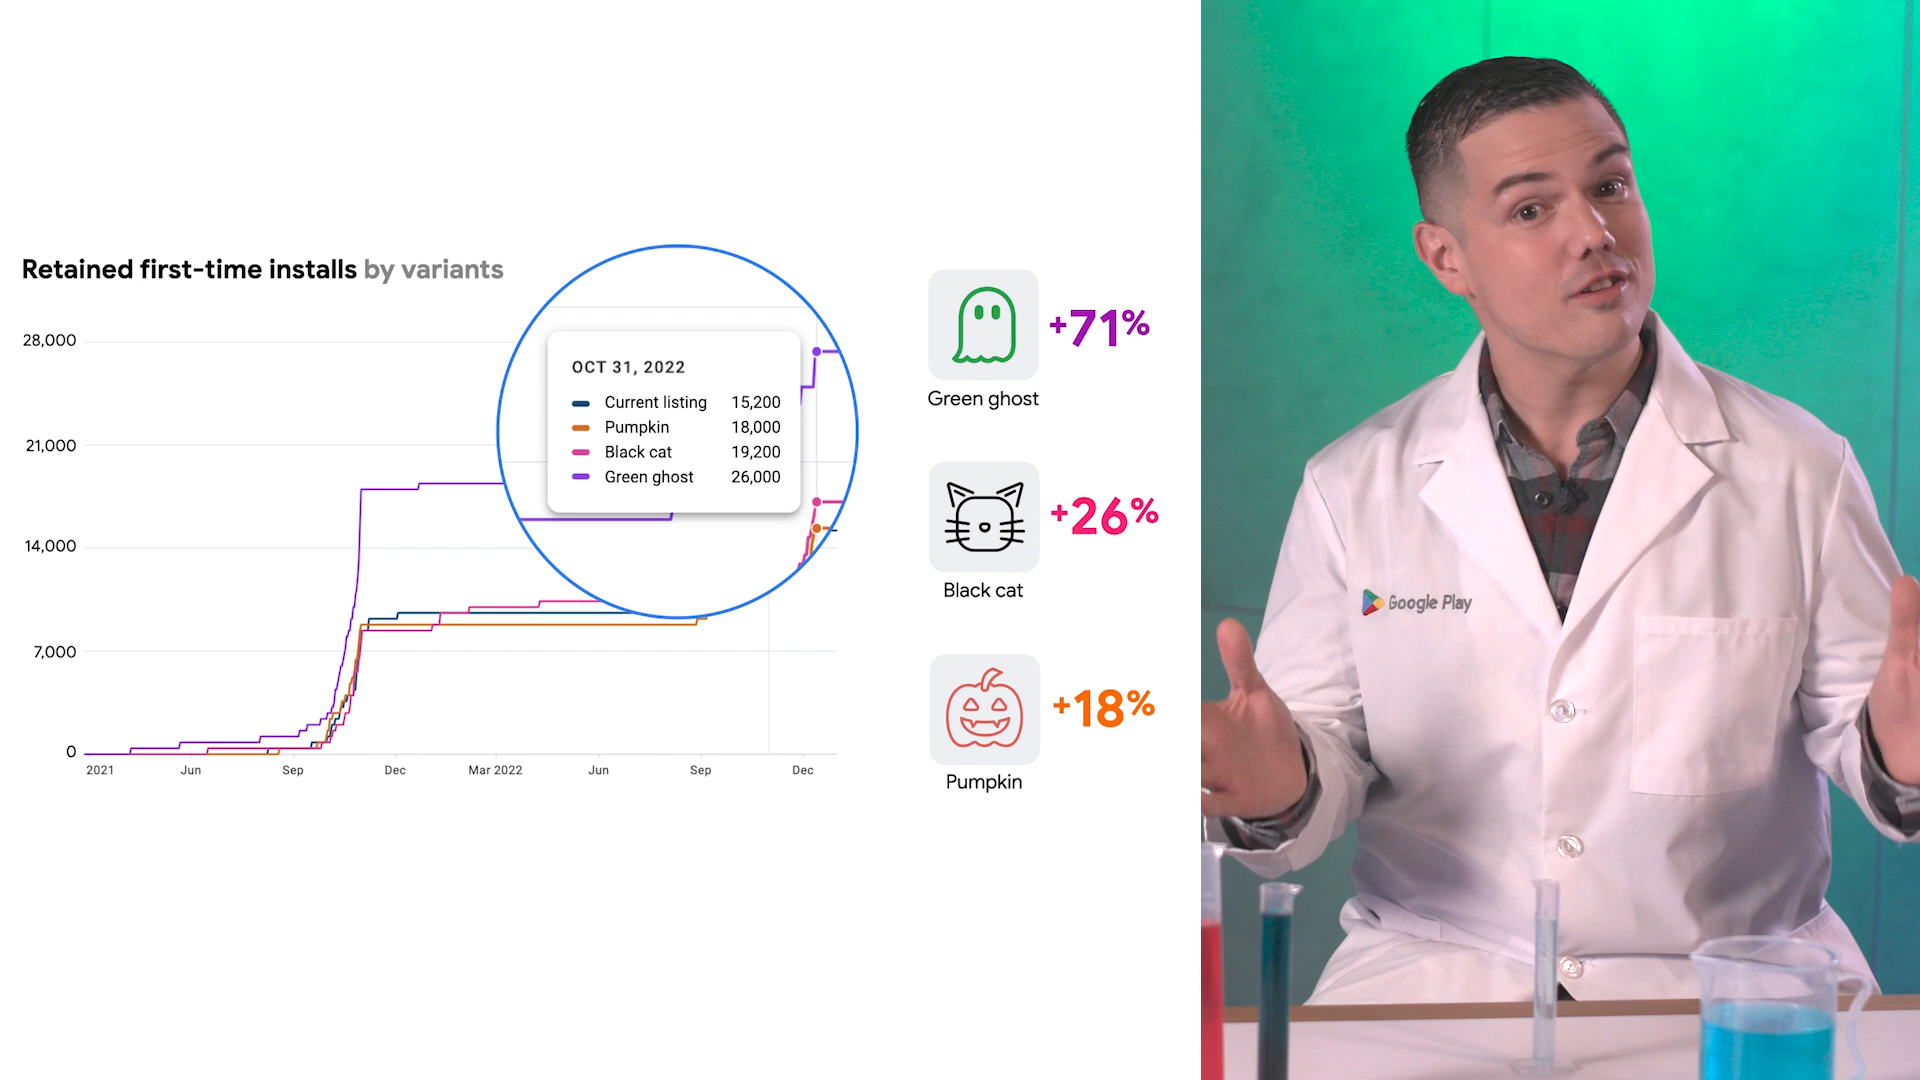 Retained first-time installs by variants
28,000
21,000
14,000
7,000
0
2021
Jun
Sep
Dec
Mar 2022
Jun
Sep
Dec
OCT 31, 2022
Current listing 15,200
Pumpkin 18,000
Black cat 19,200
Green ghost 26,000
+71%
Green ghost
+26%
Black cat
+18%
Pumpkin
Google Play